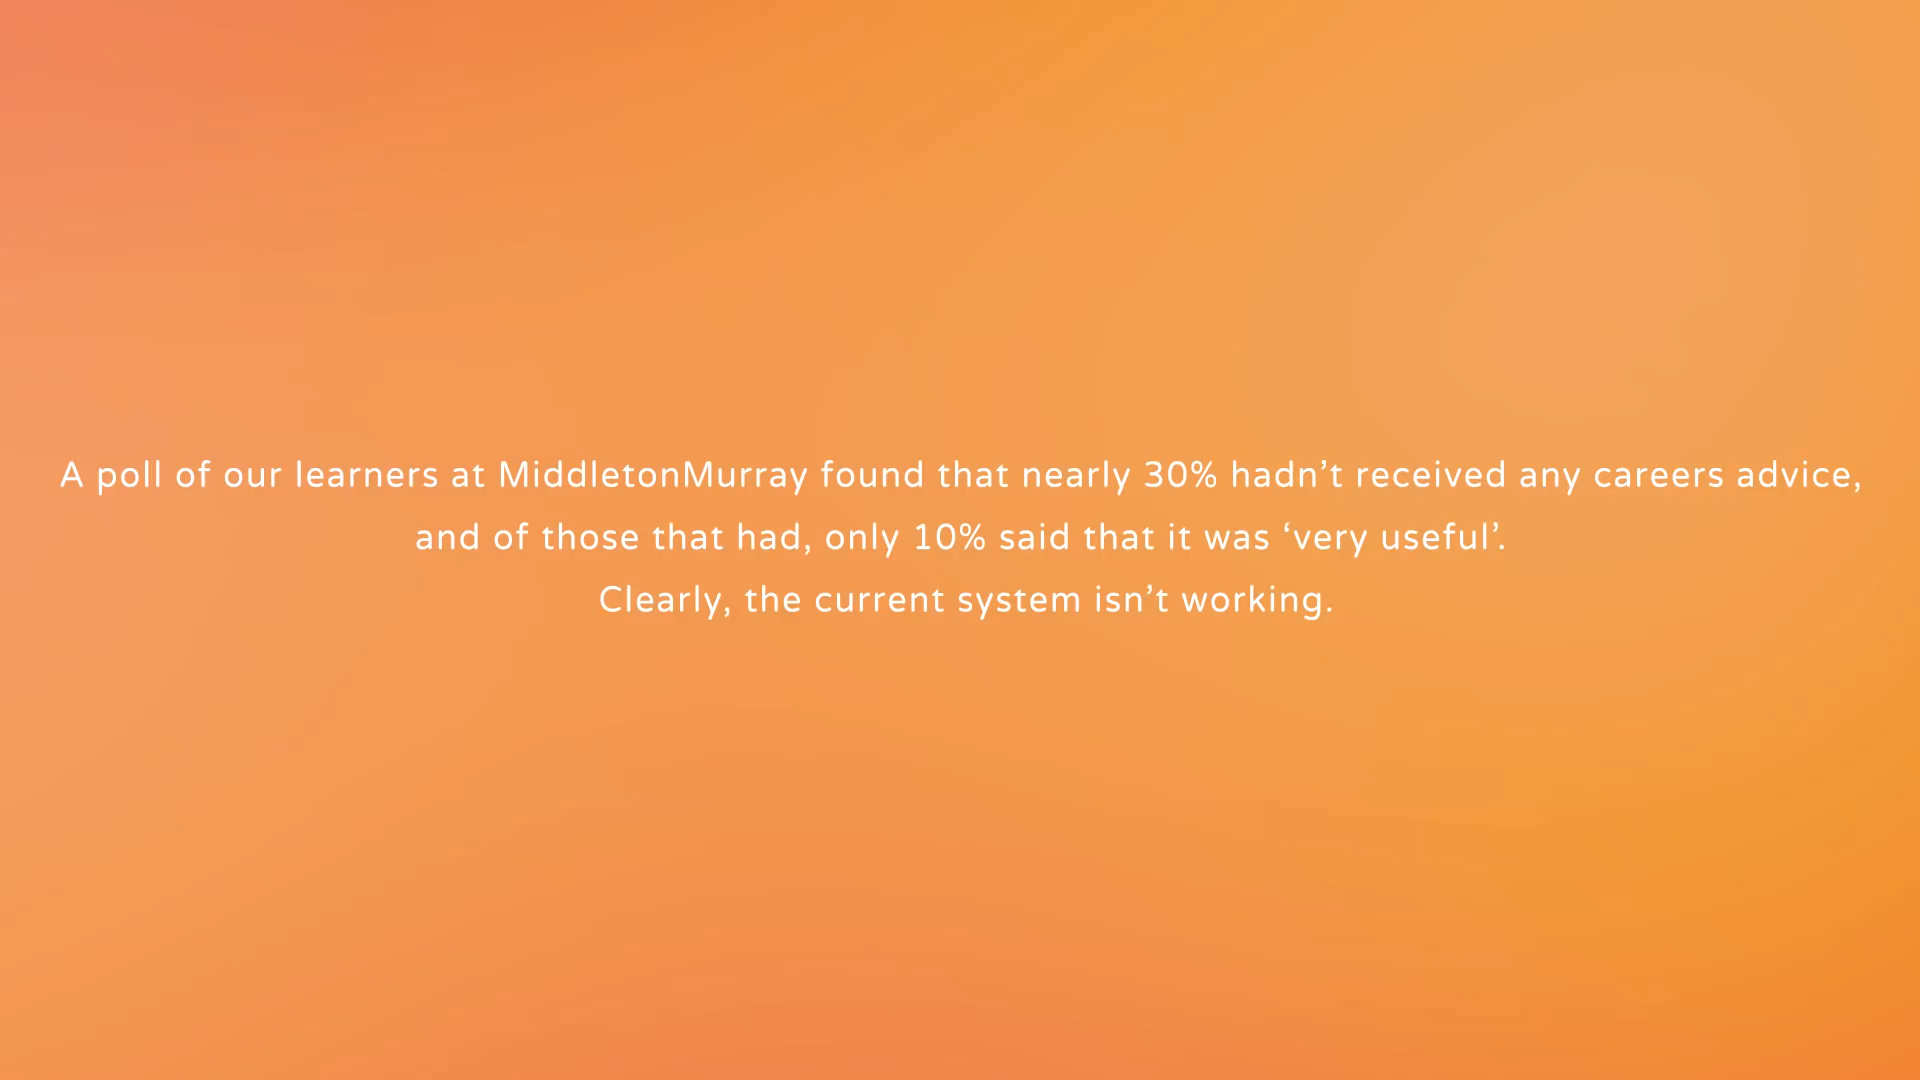 A poll of our learners at MiddletonMurray found that nearly 30% hadn’t received any careers advice,
and of those that had, only 10% said that it was ‘very useful’.
Clearly, the current system isn’t working.